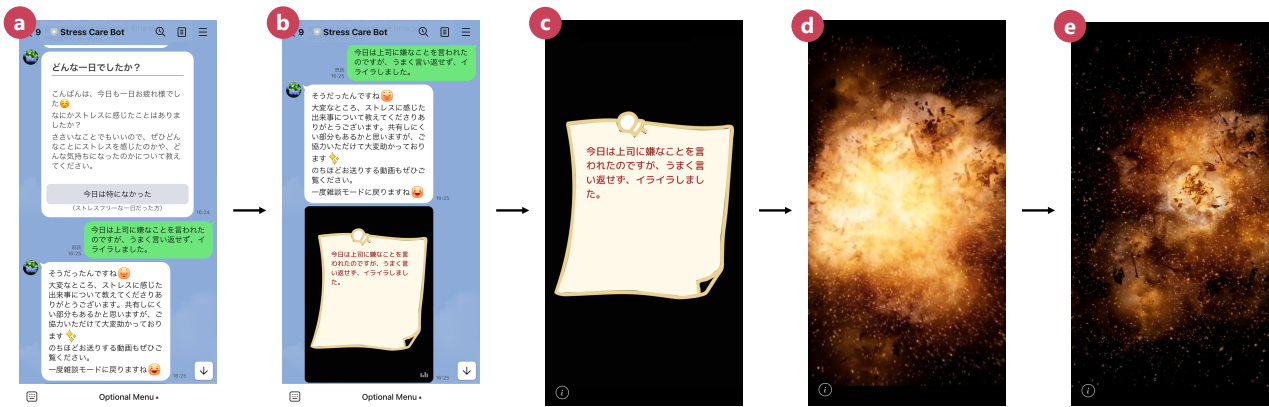 a
9 Stress Care Bot
どんな一日でしたか？
こんばんは、今日も一日お疲れ様でし
た😌
なにかストレスに感じたことはありま
したか？
ささいなことでもいいので、ぜひどん
なことにストレスを感じたのかや、ど
んな気持ちになったのかについて教え
てください。
今日は特になかった
（ストレスフリーな一日だった方）
16:24
今日は上司に嫌なことを言われた
のですが、うまく言い返せず、イ
ライラしました。
既読
16:25
そうだったんですね
大変なところ、ストレスに感じた
出来事について教えてくださりあ
りがとうございます。共有しにく
い部分もあるかと思いますが、ご
協力いただけて大変助かっており
ます✨
のちほどお送りする動画もぜひご
覧ください。
一度雑談モードに戻りますね
16:25
Optional Menu
b
9 Stress Care Bot
今日は上司に嫌なことを言われた
のですが、うまく言い返せず、イ
ライラしました。
既読
16:25
そうだったんですね
大変なところ、ストレスに感じた
出来事について教えてくださりあ
りがとうございます。共有しにく
い部分もあるかと思いますが、ご
協力いただけて大変助かっており
ます✨
のちほどお送りする動画もぜひご
覧ください。
一度雑談モードに戻りますね
16:25
今日は上司に嫌なことを言
われたのですが、うまく言
い返せず、イライラしまし
た。
16:25
Optional Menu
c
今日は上司に嫌なことを言
われたのですが、うまく言
い返せず、イライラしまし
た。
d
e